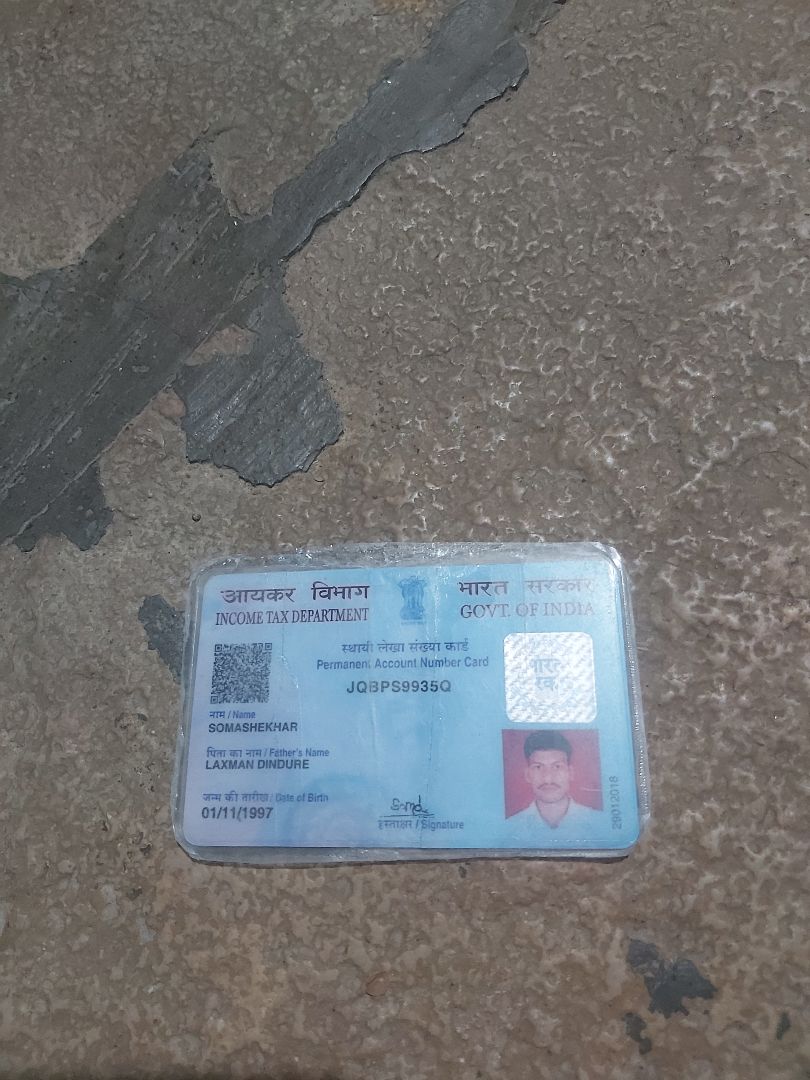 आयकर विभाग भारत सरकार
INCOME TAX DEPARTMENT GOVT. OF INDIA
स्थायी लेखा संख्या कार्ड
Permanent Account Number Card
JQBPS9935Q
नाम / Name
SOMASHEKHAR
पिता का नाम / Father's Name
LAXMAN DINDURE
जन्म की तारीख / Date of Birth
01/11/1997
हस्ताक्षर / Signature
29012018